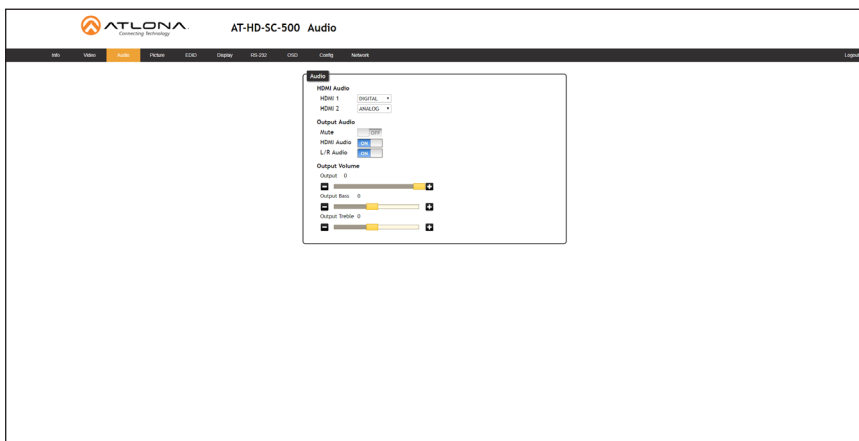 ATLONA.
Connecting Technology
AT-HD-SC-500 Audio
Info Video Audio Picture EDID Display RS-232 OSD Config Network Logout
Audio
HDMI Audio
HDMI 1 DIGITAL
HDMI 2 ANALOG
Output Audio
Mute OFF
HDMI Audio ON
L/R Audio ON
Output Volume
Output 0
Output Bass 0
Output Treble 0